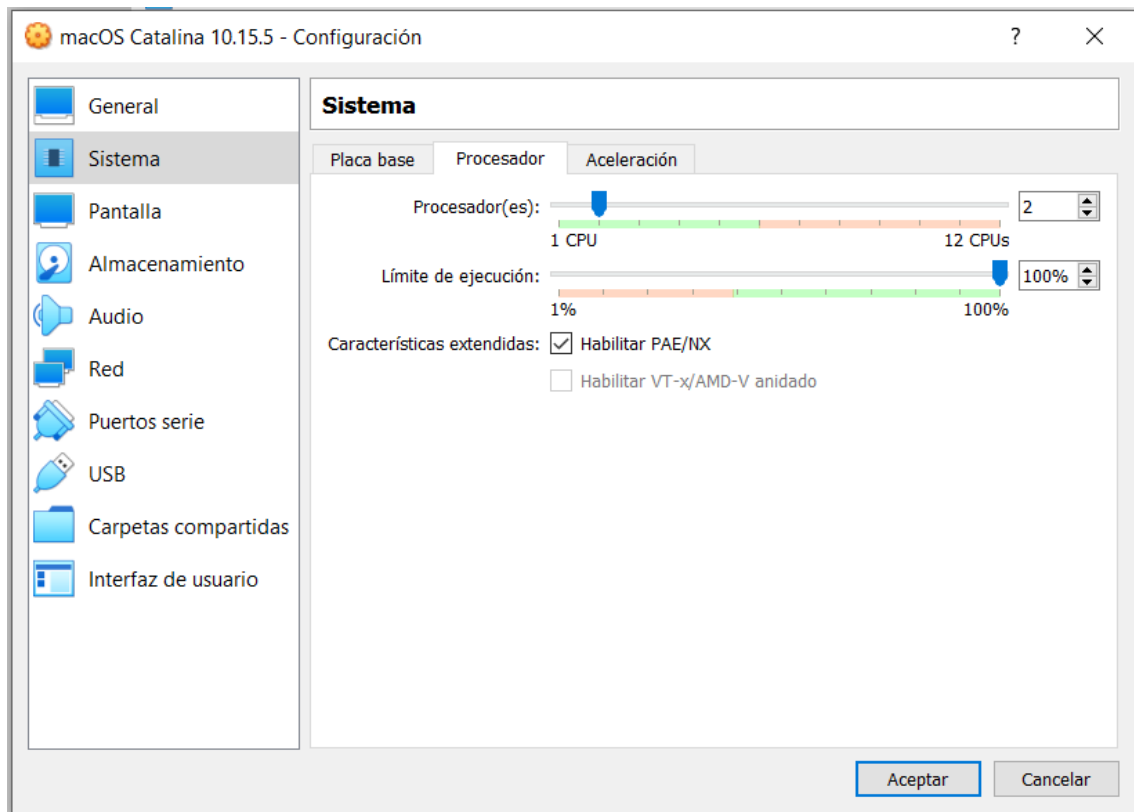 macOS Catalina 10.15.5 - Configuración ?
General
Sistema
Pantalla
Almacenamiento
Audio
Red
Puertos serie
USB
Carpetas compartidas
Interfaz de usuario
Sistema
Placa base Procesador Aceleración
Procesador(es): 2
1 CPU 12 CPUs
Límite de ejecución: 100%
1% 100%
Características extendidas: Habilitar PAE/NX
Habilitar VT-x/AMD-V anidado
Aceptar Cancelar